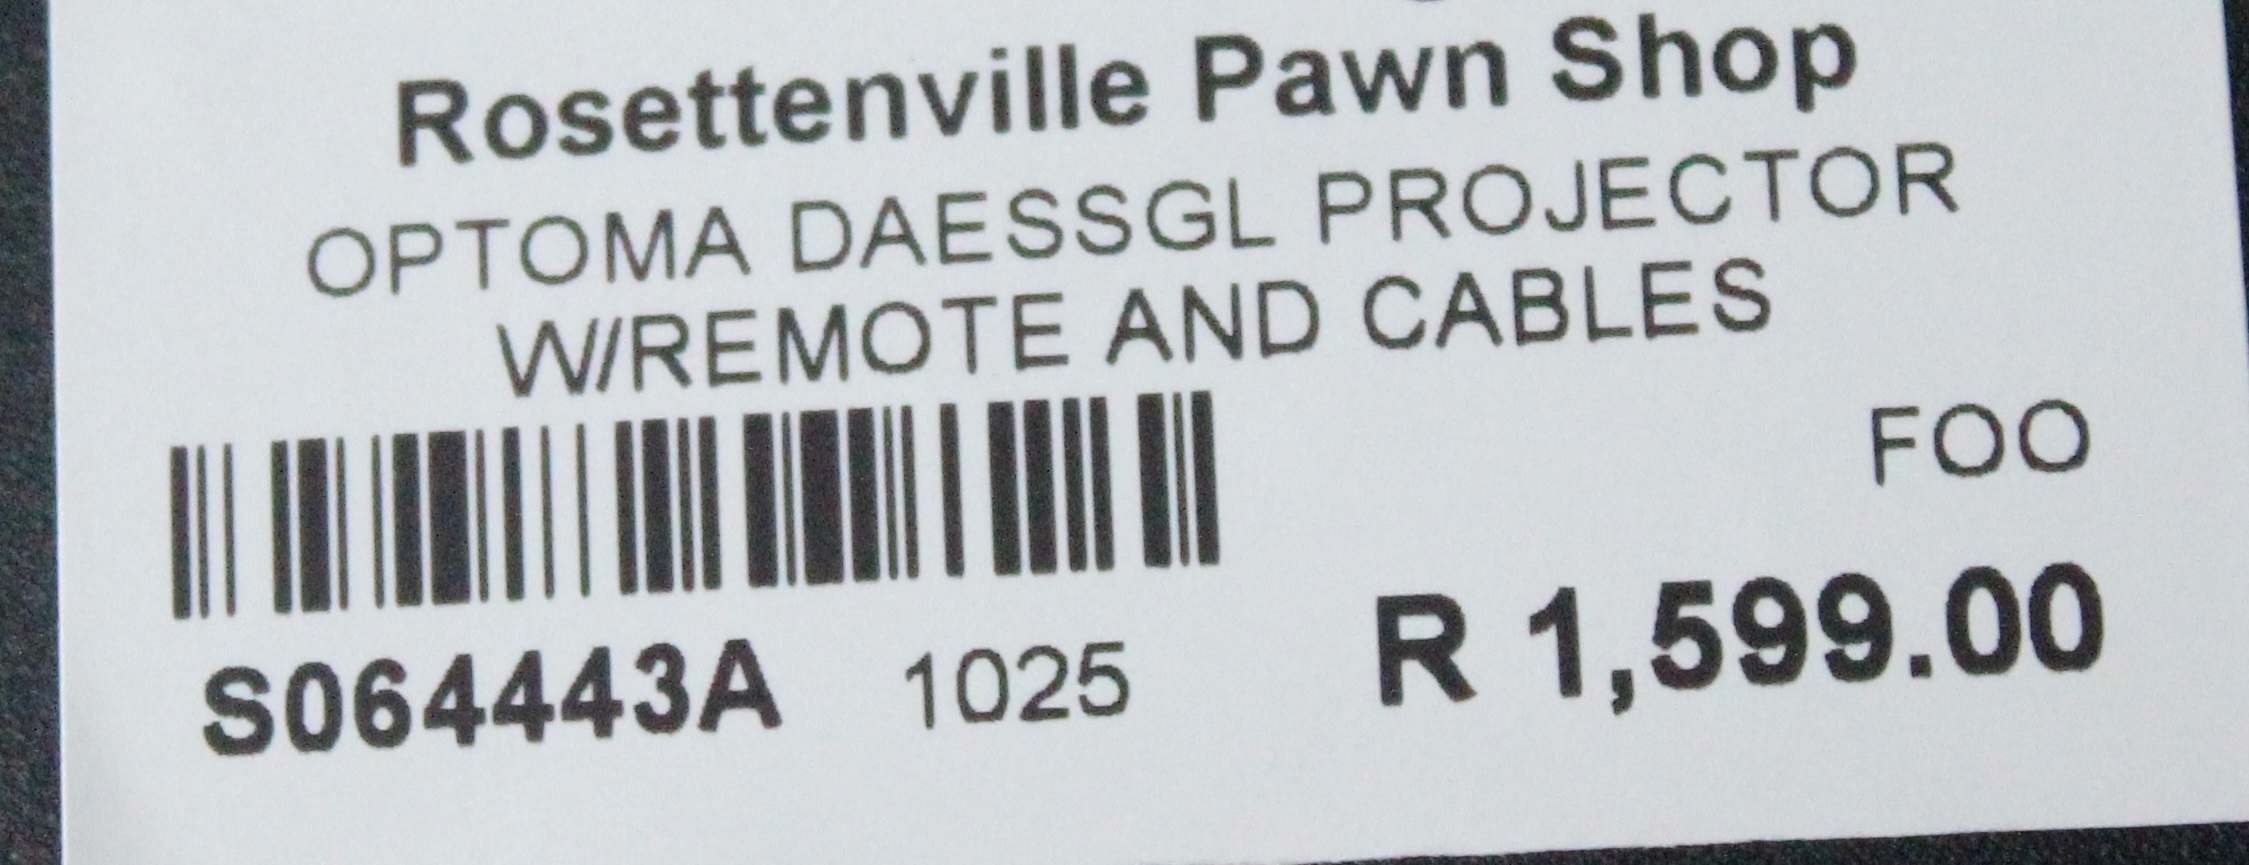 Rosettenville Pawn Shop
OPTOMA DAESSGL PROJECTOR
W/REMOTE AND CABLES
FOO
S064443A 1025 R 1,599.00